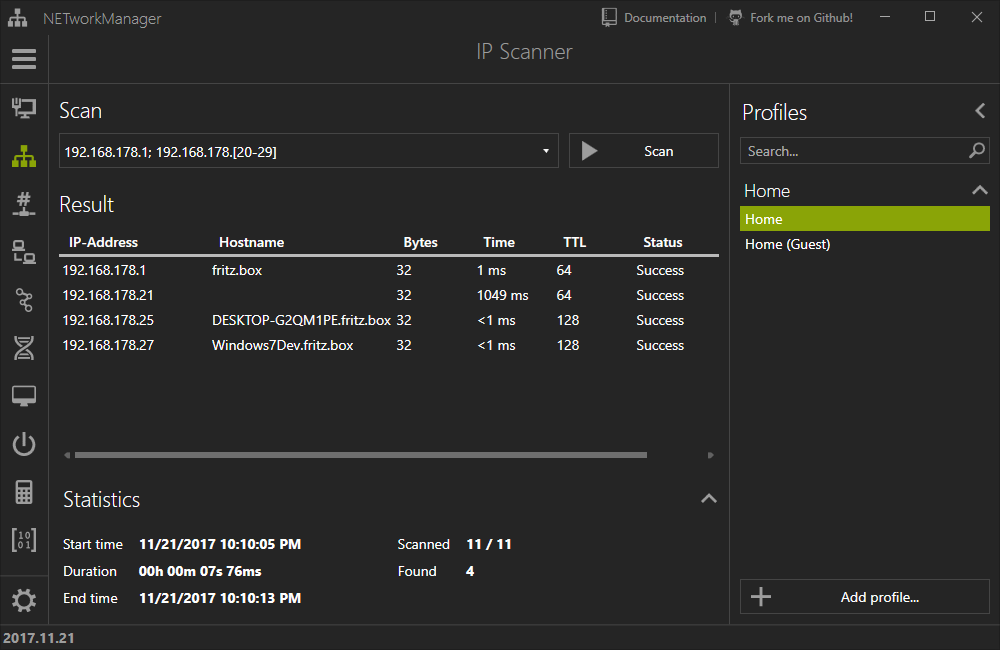 NETworkManager
Documentation | Fork me on Github!
IP Scanner
Scan
192.168.178.1; 192.168.178.[20-29]
Scan
Result
IP-Address Hostname Bytes Time TTL Status
192.168.178.1 fritz.box 32 1 ms 64 Success
192.168.178.21 32 1049 ms 64 Success
192.168.178.25 DESKTOP-G2QM1PE.fritz.box 32 <1 ms 128 Success
192.168.178.27 Windows7Dev.fritz.box 32 <1 ms 128 Success
Statistics
Start time 11/21/2017 10:10:05 PM Scanned 11 / 11
Duration 00h 00m 07s 76ms Found 4
End time 11/21/2017 10:10:13 PM
Profiles
Search...
Home
Home
Home (Guest)
Add profile...
#
10
01
2017.11.21